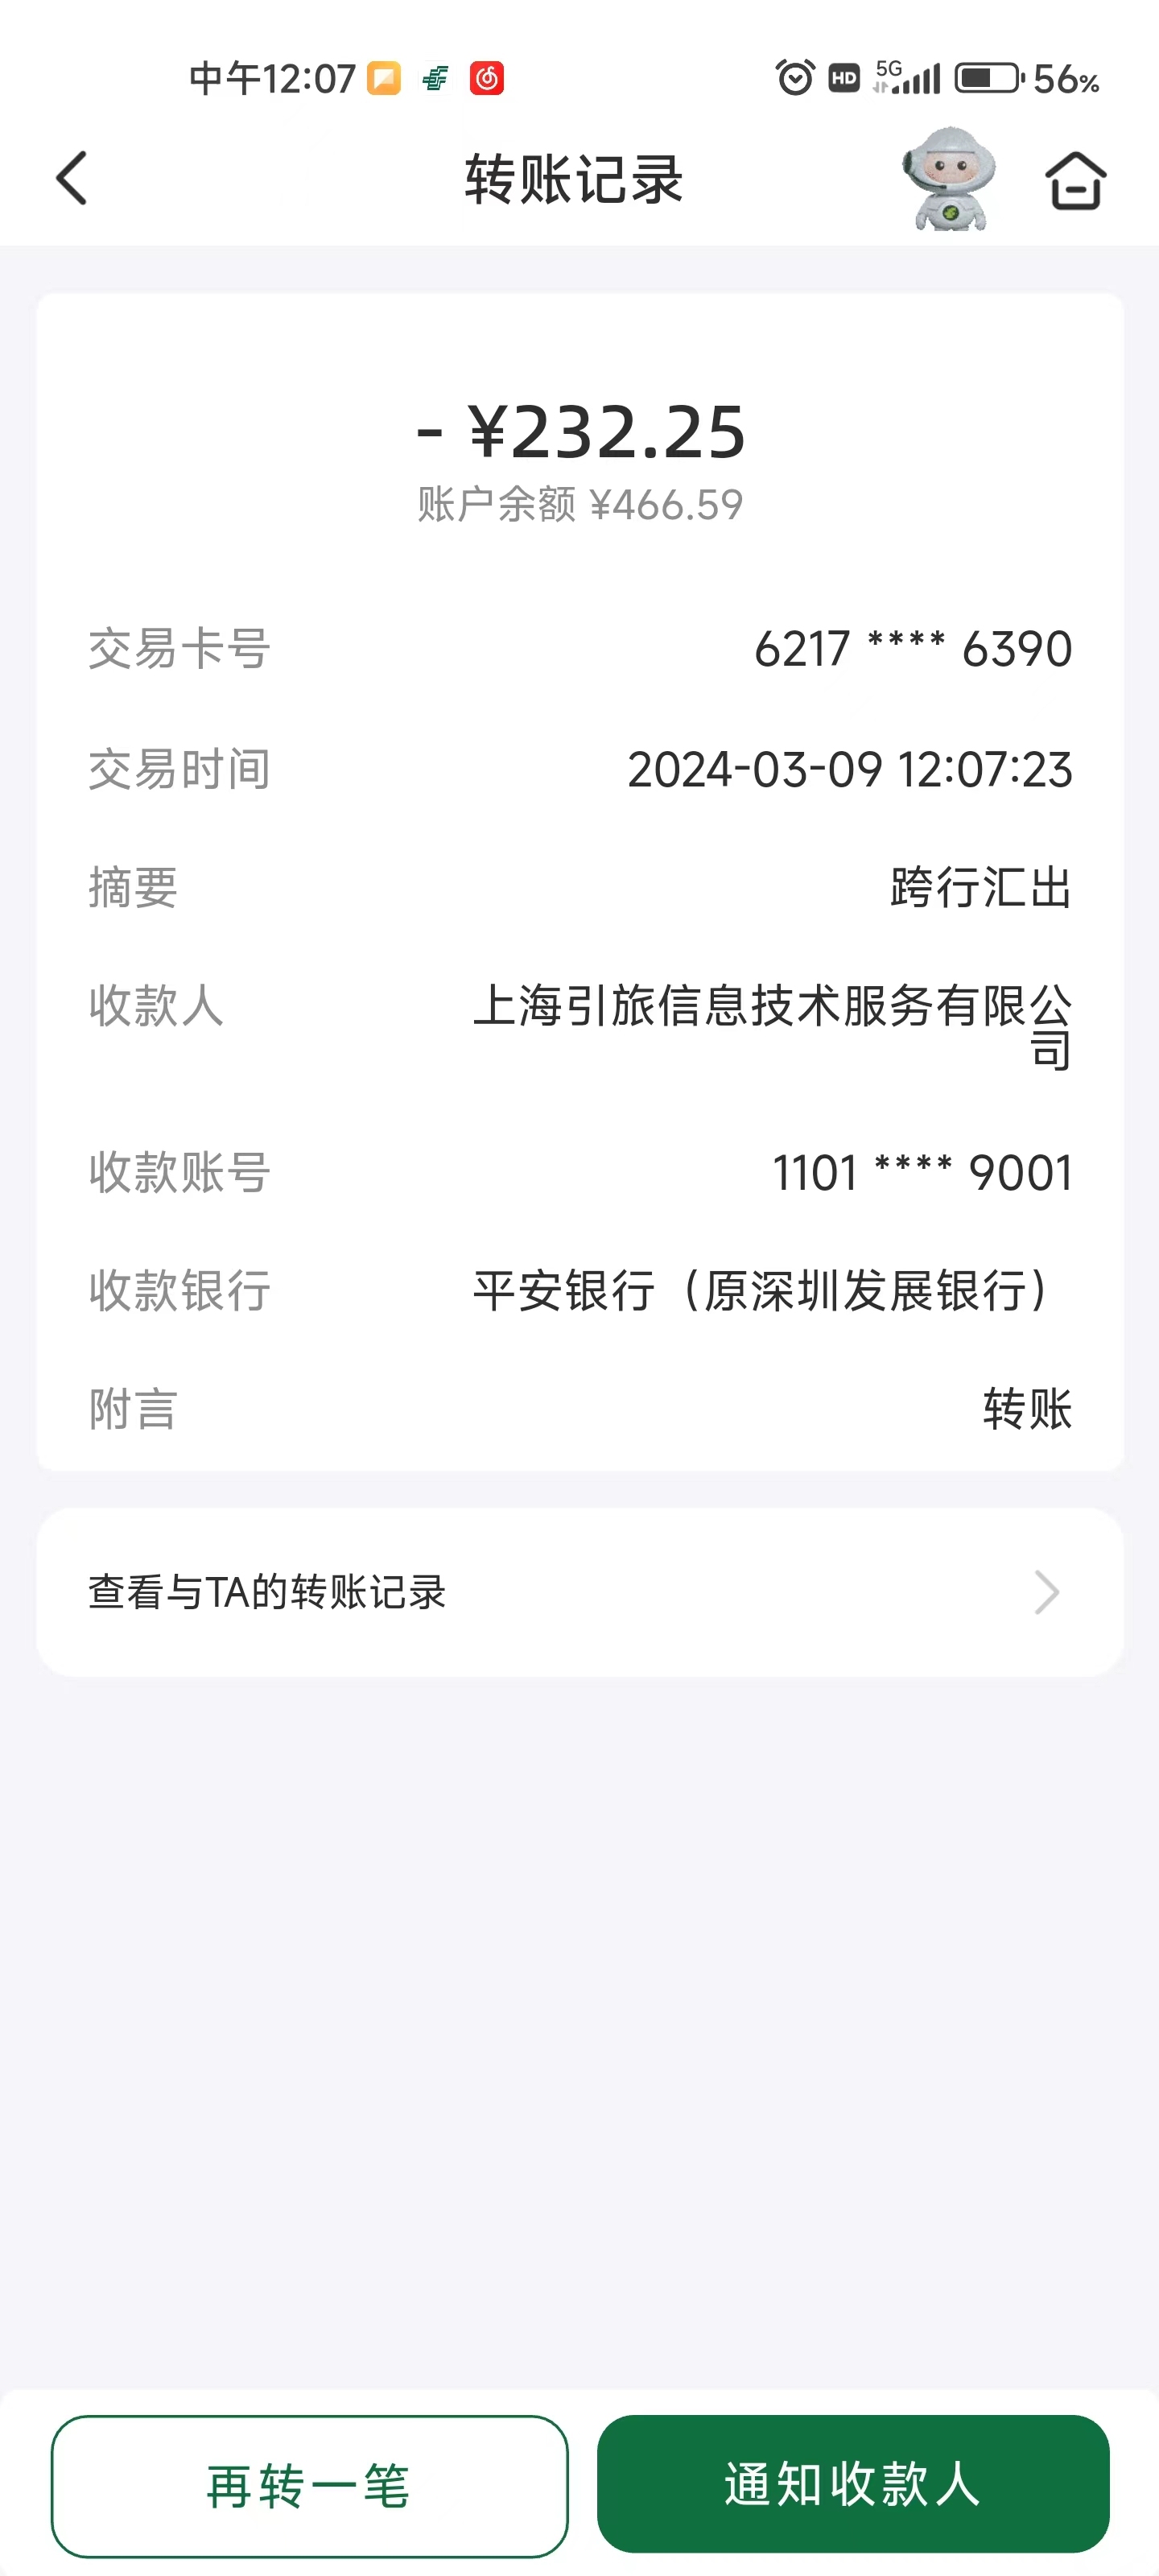 中午12:07
HD 5G 56%
转账记录
- ¥232.25
账户余额 ¥466.59
交易卡号 6217 **** 6390
交易时间 2024-03-09 12:07:23
摘要 跨行汇出
收款人 上海引旅信息技术服务有限公
司
收款账号 1101 **** 9001
收款银行 平安银行（原深圳发展银行）
附言 转账
查看与TA的转账记录
再转一笔 通知收款人